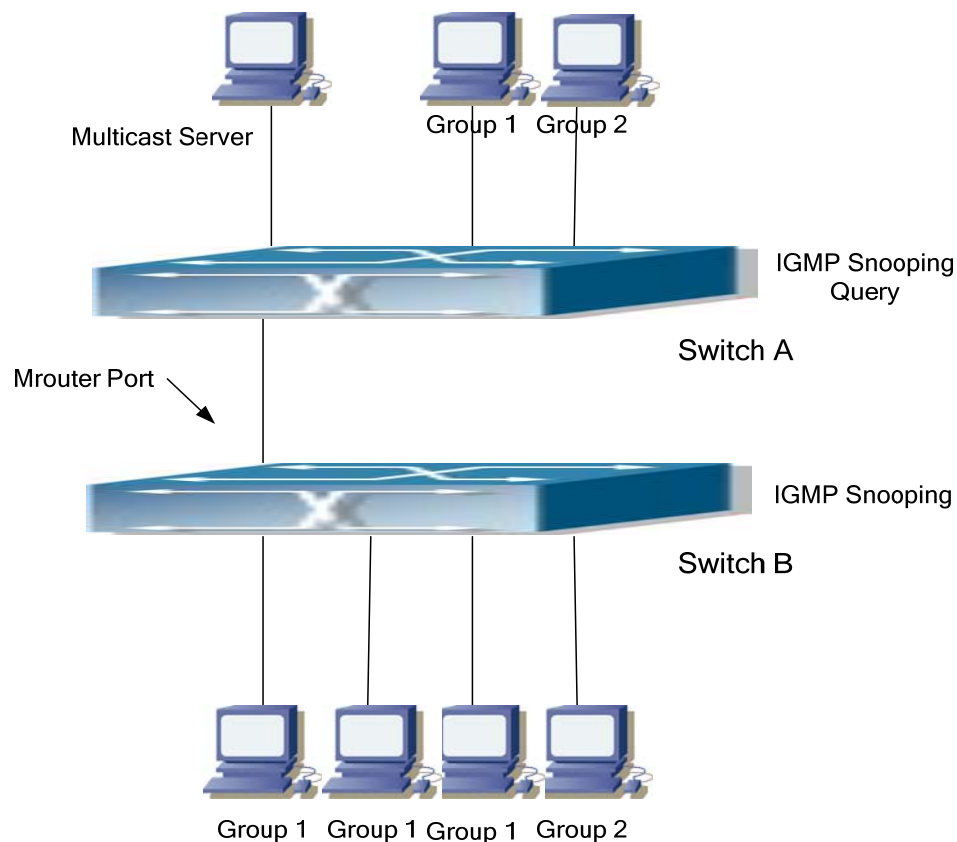 Multicast Server
Group 1
Group 2
IGMP Snooping
Query
Switch A
Mrouter Port
IGMP Snooping
Switch B
Group 1
Group 1
Group 1
Group 2